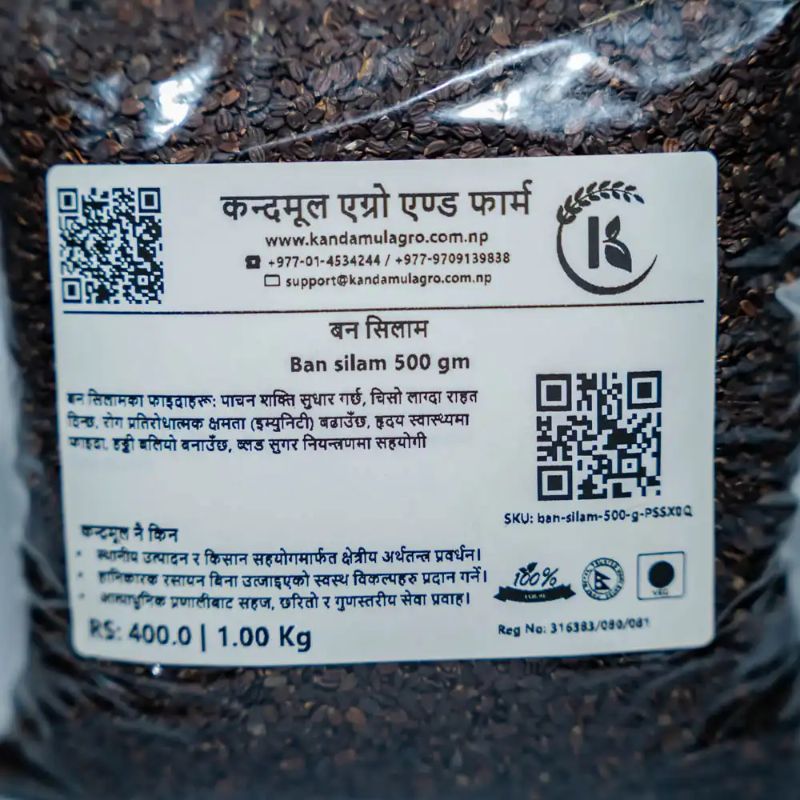 कन्दमूल एग्रो एण्ड फार्म
www.kandamulagro.com.np
+977-01-4534244 / +977-9709139838
support@kandamulagro.com.np
K
बन सिलाम
Ban silam 500 gm
बन सिलामका फाइदाहरू: पाचन शक्ति सुधार गर्छ, चिसो लाग्दा राहत
दिन्छ, रोग प्रतिरोधात्मक क्षमता (इम्युनिटी) बढाउँछ, हृदय स्वास्थ्यमा
फाइदा, हड्डी बलियो बनाउँछ, ब्लड सुगर नियन्त्रणमा सहयोगी
SKU: ban-silam-500-g-PSSX0Q
कन्दमूल नै किन
• स्थानीय उत्पादन र किसान सहयोगमार्फत क्षेत्रीय अर्थतन्त्र प्रवर्धन।
• हानिकारक रसायन बिना उत्जाइएको स्वस्थ विकल्पहरु प्रदान गर्ने।
• अत्याधुनिक प्रणालीबाट सहज, छरितो र गुणस्तरीय सेवा प्रवाह।
100%
VEG
RS: 400.0 | 1.00 Kg
Reg No: 316383/080/081